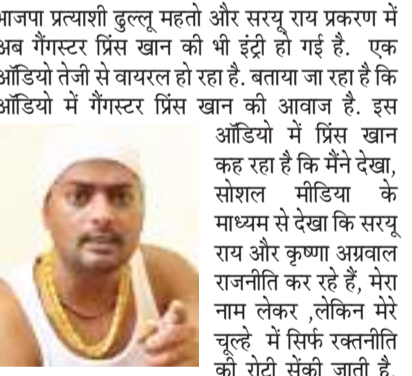 भाजपा प्रत्याशी ढुल्लू महतो और सरयू राय प्रकरण में
अब गैंगस्टर प्रिंस खान की भी इंट्री हो गई है. एक
ऑडियो तेजी से वायरल हो रहा है. बताया जा रहा है कि
ऑडियो में गैंगस्टर प्रिंस खान की आवाज है. इस
ऑडियो में प्रिंस खान
कह रहा है कि मैंने देखा,
सोशल मीडिया के
माध्यम से देखा कि सरयू
राय और कृष्णा अग्रवाल
राजनीति कर रहे हैं, मेरा
नाम लेकर ,लेकिन मेरे
चूल्हे में सिर्फ रक्तनीति
की रोटी सेंकी जाती है.